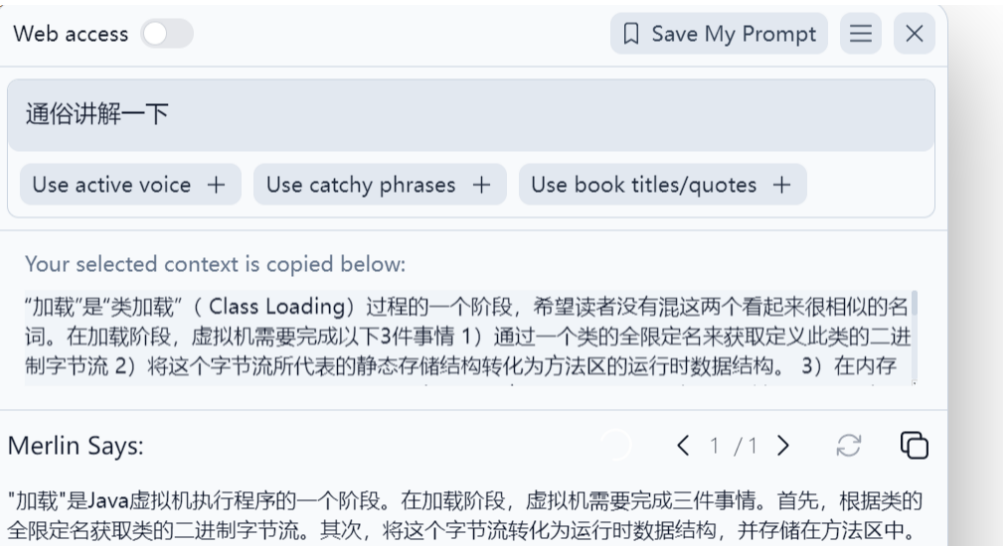 Web access
Save My Prompt
通俗讲解一下
Use active voice +
Use catchy phrases +
Use book titles/quotes +
Your selected context is copied below:
“加载”是“类加载”（ Class Loading）过程的一个阶段，希望读者没有混这两个看起来很相似的名
词。在加载阶段，虚拟机需要完成以下3件事情 1）通过一个类的全限定名来获取定义此类的二进
制字节流 2）将这个字节流所代表的静态存储结构转化为方法区的运行时数据结构。 3）在内存
Merlin Says:
1 /1
"加载"是Java虚拟机执行程序的一个阶段。在加载阶段，虚拟机需要完成三件事情。首先，根据类的
全限定名获取类的二进制字节流。其次，将这个字节流转化为运行时数据结构，并存储在方法区中。